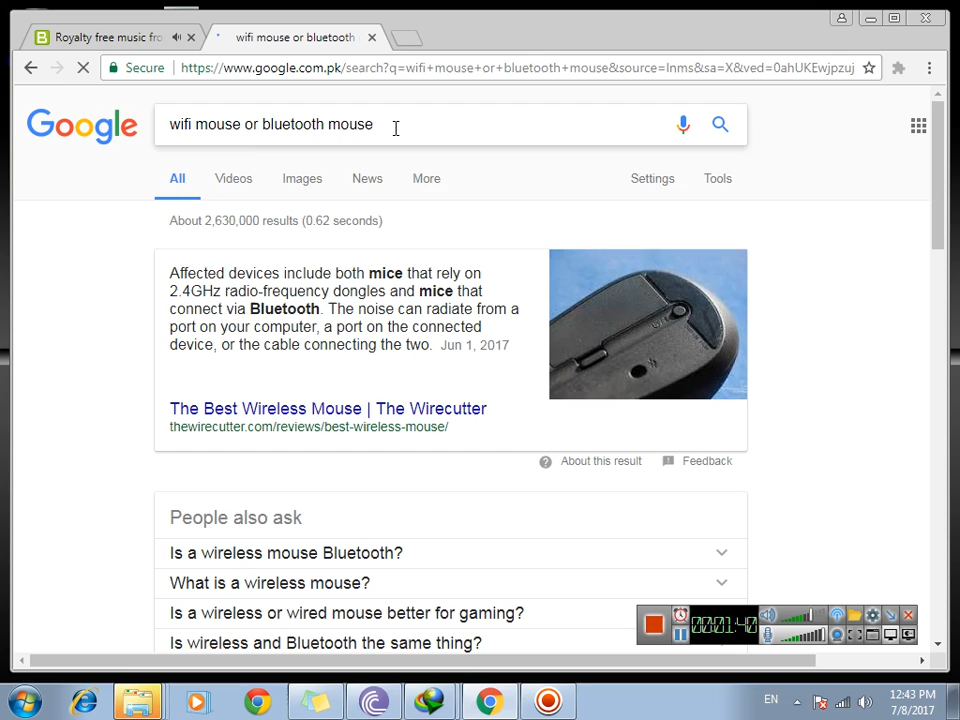 Royalty free music fro
wifi mouse or bluetooth
Secure
https://www.google.com.pk/search?q=wifi+mouse+or+bluetooth+mouse&source=lnms&sa=X&ved=0ahUKEwjpzuj
Google
wifi mouse or bluetooth mouse
All
Videos
Images
News
More
Settings
Tools
About 2,630,000 results (0.62 seconds)
Affected devices include both mice that rely on
2.4GHz radio-frequency dongles and mice that
connect via Bluetooth. The noise can radiate from a
port on your computer, a port on the connected
device, or the cable connecting the two. Jun 1, 2017
The Best Wireless Mouse | The Wirecutter
thewirecutter.com/reviews/best-wireless-mouse/
About this result
Feedback
People also ask
Is a wireless mouse Bluetooth?
What is a wireless mouse?
Is a wireless or wired mouse better for gaming?
Is wireless and Bluetooth the same thing?
00:01:40
EN
12:43 PM
7/8/2017